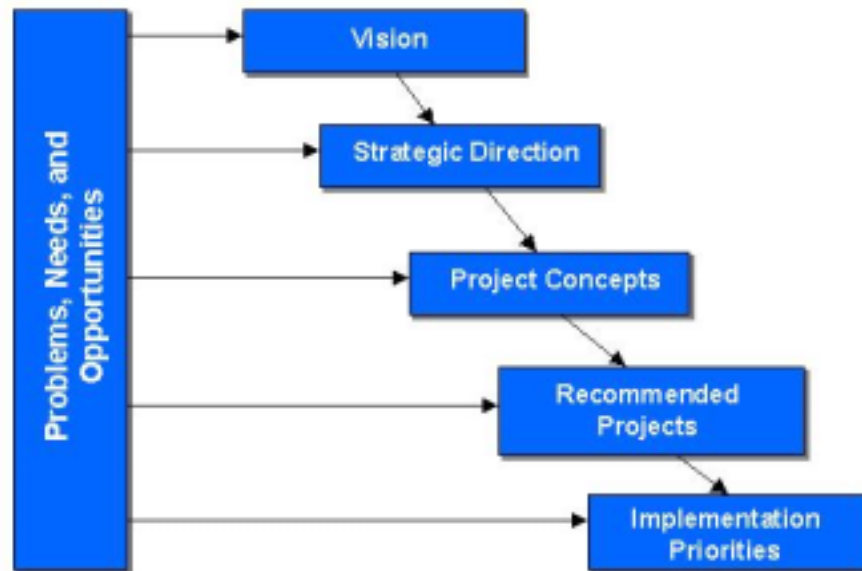 Problems, Needs, and
Opportunities
Vision
Strategic Direction
Project Concepts
Recommended
Projects
Implementation
Priorities